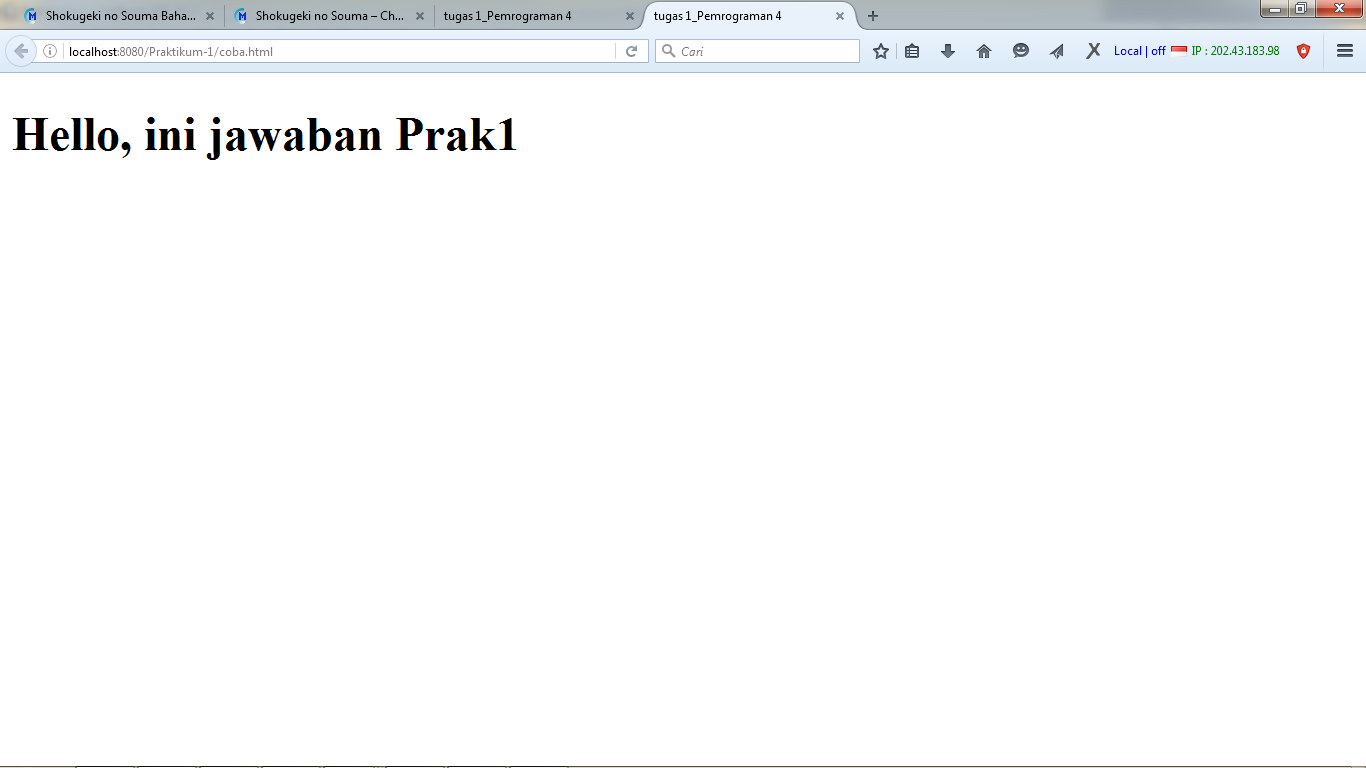 Shokugeki no Souma Baha...
Shokugeki no Souma – Ch...
tugas 1_Pemrograman 4
tugas 1_Pemrograman 4
localhost:8080/Praktikum-1/coba.html
Cari
Local | off
IP : 202.43.183.98
Hello, ini jawaban Prak1